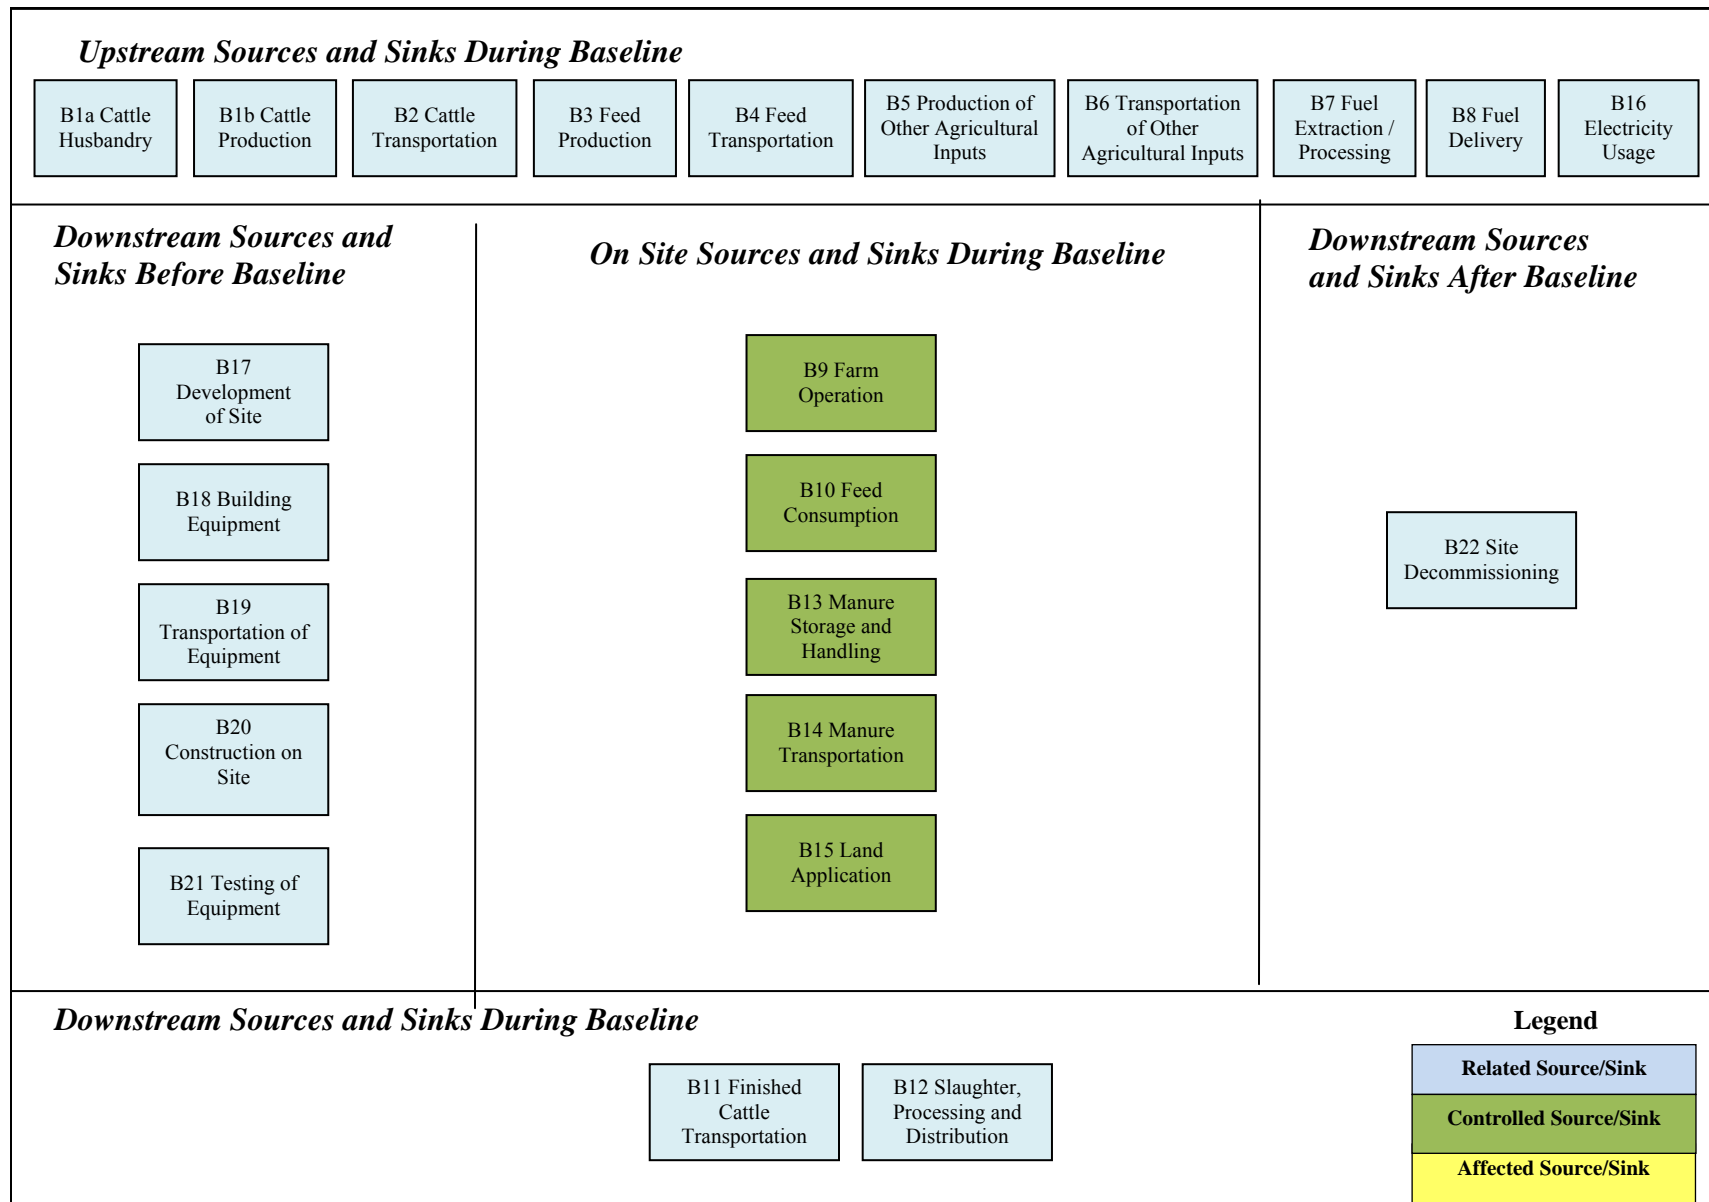 Upstream Sources and Sinks During Baseline
B1a Cattle
Husbandry
B1b Cattle
Production
B2 Cattle
Transportation
B3 Feed
Production
B4 Feed
Transportation
B5 Production of
Other Agricultural
Inputs
B6 Transportation
of Other
Agricultural Inputs
B7 Fuel
Extraction /
Processing
B8 Fuel
Delivery
B16
Electricity
Usage
Downstream Sources and
Sinks Before Baseline
B17
Development
of Site
B18 Building
Equipment
B19
Transportation of
Equipment
B20
Construction on
Site
B21 Testing of
Equipment
On Site Sources and Sinks During Baseline
B9 Farm
Operation
B10 Feed
Consumption
B13 Manure
Storage and
Handling
B14 Manure
Transportation
B15 Land
Application
Downstream Sources
and Sinks After Baseline
B22 Site
Decommissioning
Downstream Sources and Sinks During Baseline
B11 Finished
Cattle
Transportation
B12 Slaughter,
Processing and
Distribution
Legend
Related Source/Sink
Controlled Source/Sink
Affected Source/Sink